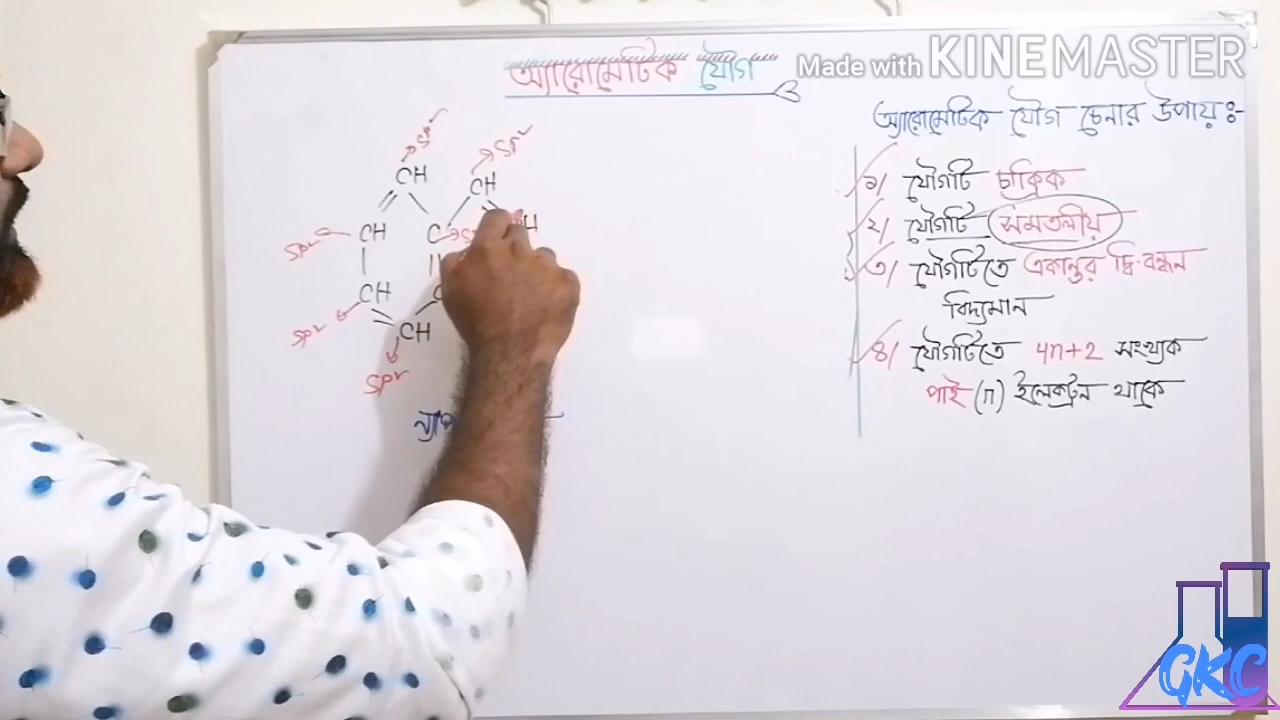 অ্যারোমেটিক যৌগ
Made with KINEMASTER
অ্যারোমেটিক যৌগ চেনার উপায়ঃ-
১/ যৌগটি চাক্রিক
২/ যৌগটি সমতলীয়
৩/ যৌগটিতে একান্তর দ্বি-বন্ধন
বিদ্যমান
৪/ যৌগটিতে 4n+2 সংখ্যক
পাই (π) ইলেকট্রন থাকে
SP²
SP²
CH
CH
SP²
CH
C
H
CH
SP²
CH
SP²
GKC